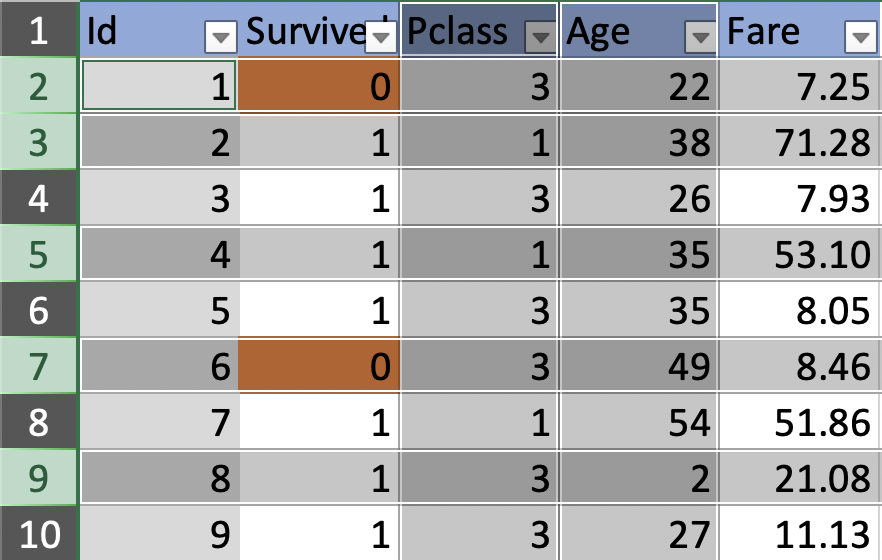 1 Id Survived Pclass Age Fare
2 1 0 3 22 7.25
3 2 1 1 38 71.28
4 3 1 3 26 7.93
5 4 1 1 35 53.10
6 5 1 3 35 8.05
7 6 0 3 49 8.46
8 7 1 1 54 51.86
9 8 1 3 2 21.08
10 9 1 3 27 11.13